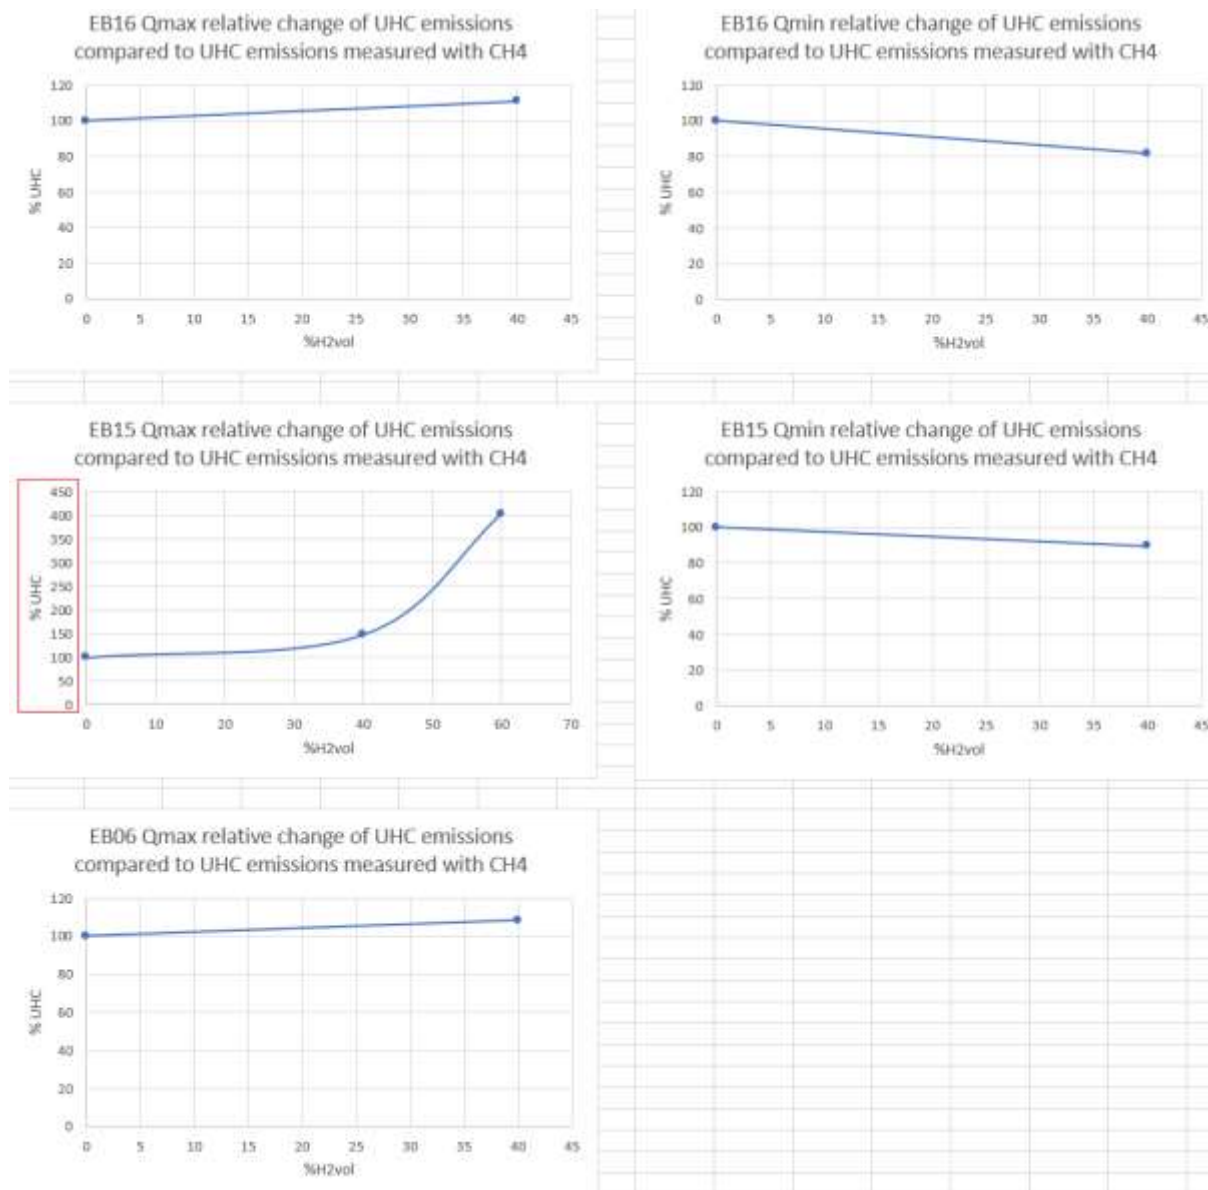 EB16 Qmax relative change of UHC emissions
compared to UHC emissions measured with CH4
120
100
80
60
40
20
0
% UHC
0 5 10 15 20 25 30 35 40 45
%H2vol
EB16 Qmin relative change of UHC emissions
compared to UHC emissions measured with CH4
120
100
80
60
40
20
0
% UHC
0 5 10 15 20 25 30 35 40 45
%H2vol
EB15 Qmax relative change of UHC emissions
compared to UHC emissions measured with CH4
450
400
350
300
250
200
150
100
50
0
% UHC
0 10 20 30 40 50 60 70
%H2vol
EB15 Qmin relative change of UHC emissions
compared to UHC emissions measured with CH4
120
100
80
60
40
20
0
% UHC
0 5 10 15 20 25 30 35 40 45
%H2vol
EB06 Qmax relative change of UHC emissions
compared to UHC emissions measured with CH4
120
100
80
60
40
20
0
% UHC
0 5 10 15 20 25 30 35 40 45
%H2vol